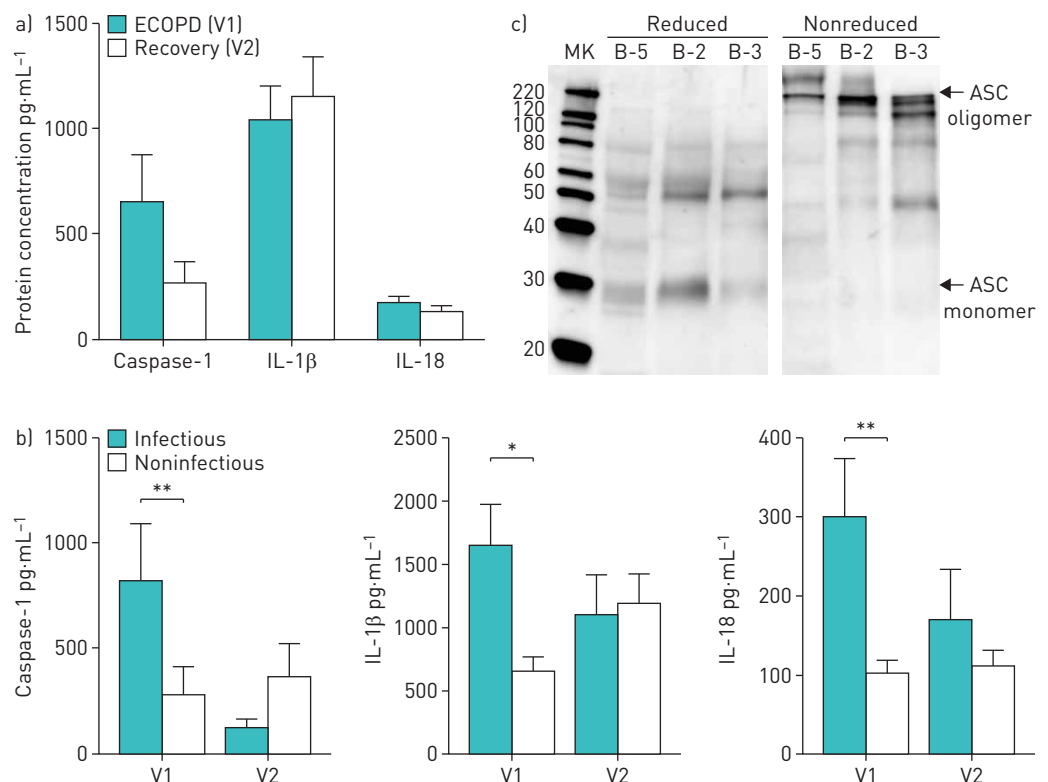 a)
ECOPD (V1)
Recovery (V2)
Protein concentration pg·mL⁻¹
1500
1000
500
0
Caspase-1 IL-1β IL-18
c)
Reduced Nonreduced
MK B-5 B-2 B-3 B-5 B-2 B-3
220
120
100
80
60
50
40
30
20
ASC
oligomer
ASC
monomer
b)
Infectious
Noninfectious
Caspase-1 pg·mL⁻¹
1500
1000
500
0
**
V1 V2
IL-1β pg·mL⁻¹
2500
2000
1500
1000
500
0
*
V1 V2
IL-18 pg·mL⁻¹
400
300
200
100
0
**
V1 V2